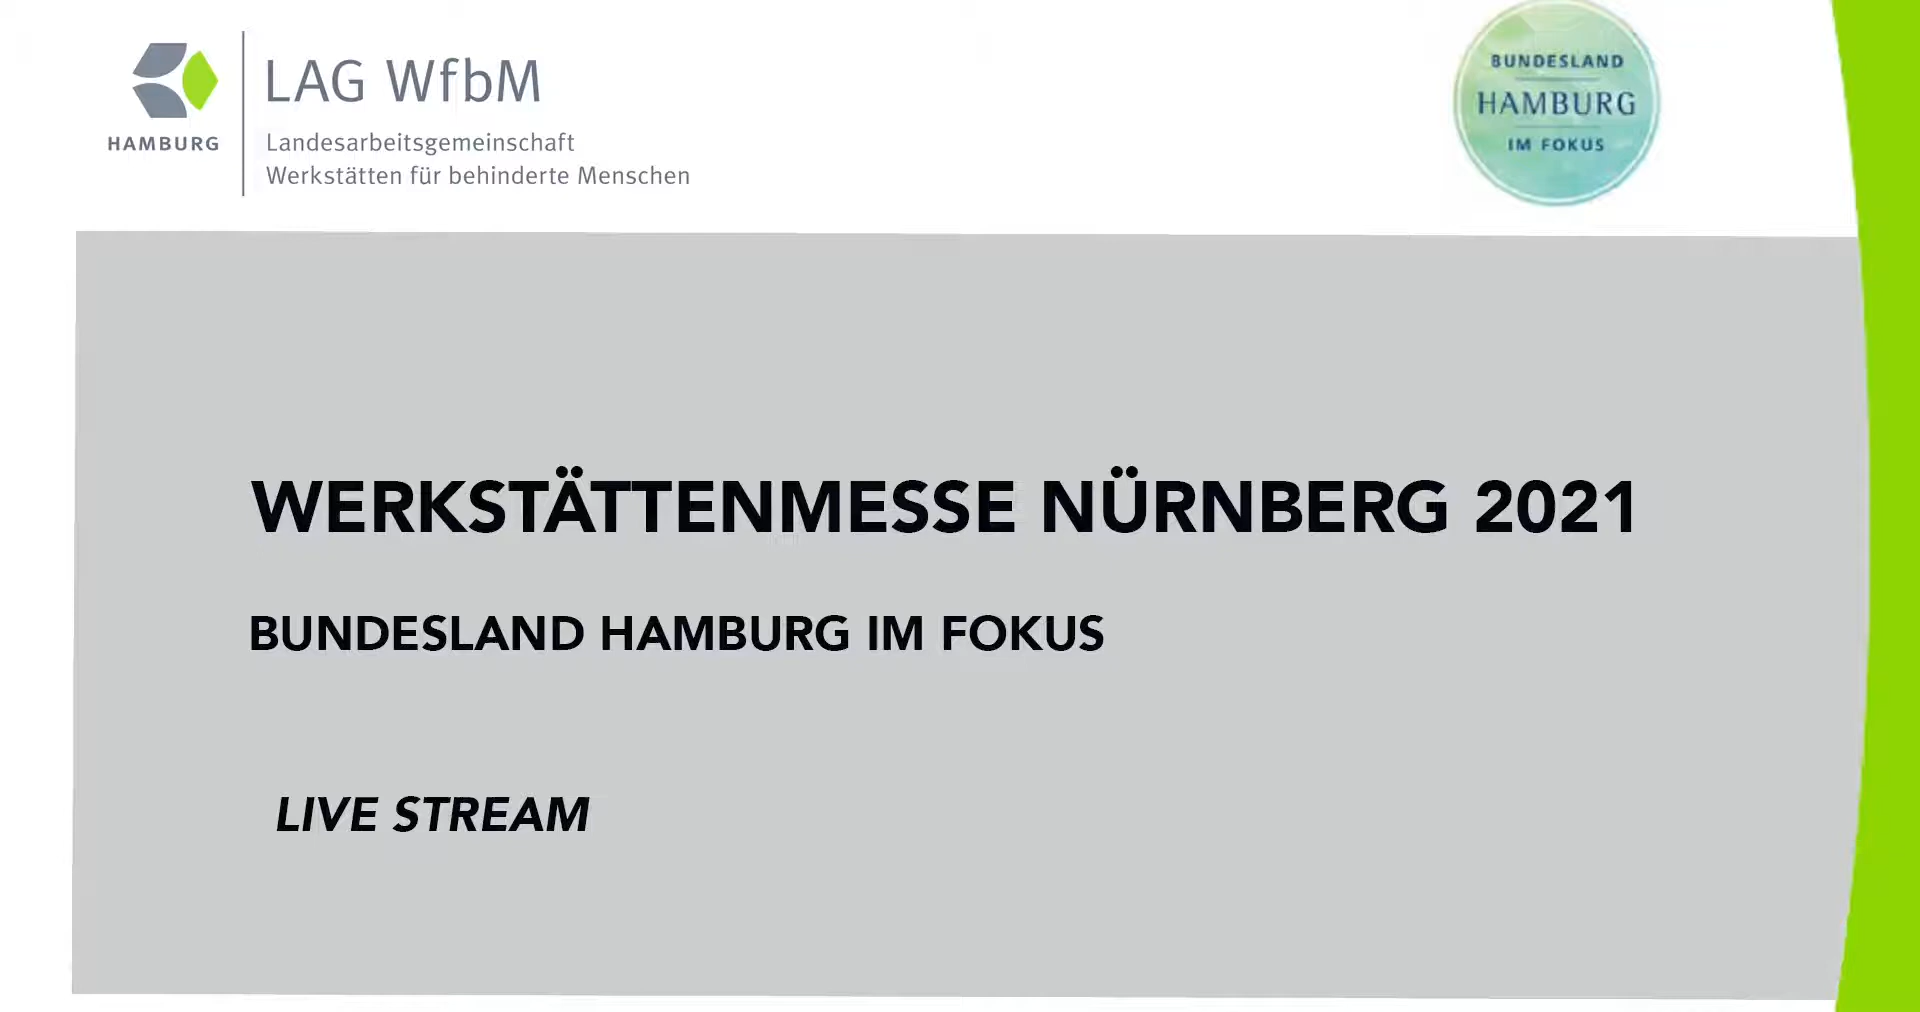 HAMBURG
LAG WfbM
Landesarbeitsgemeinschaft
Werkstätten für behinderte Menschen
BUNDESLAND
HAMBURG
IM FOKUS
WERKSTÄTTENMESSE NÜRNBERG 2021
BUNDESLAND HAMBURG IM FOKUS
LIVE STREAM